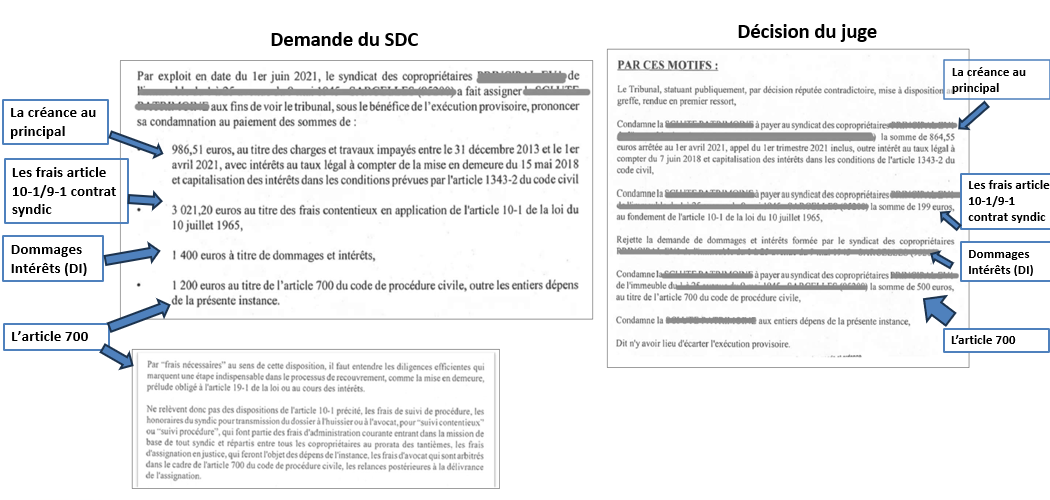 Demande du SDC
Par exploit en date du 1er juin 2021, le syndicat des copropriétaires de
a fait assigner
aux fins de voir le tribunal, sous le bénéfice de l'exécution provisoire, prononcer
sa condamnation au paiement des sommes de :
La créance au
principal
986,51 euros, au titre des charges et travaux impayés entre le 31 décembre 2013 et le 1er
avril 2021, avec intérêts au taux légal à compter de la mise en demeure du 15 mai 2018
et capitalisation des intérêts dans les conditions prévues par l'article 1343-2 du code civil
Les frais article
10-1/9-1 contrat
syndic
3 021,20 euros au titre des frais contentieux en application de l'article 10-1 de la loi du
10 juillet 1965,
Dommages
Intérêts (DI)
1 400 euros à titre de dommages et intérêts,
1 200 euros au titre de l'article 700 du code de procédure civile, outre les entiers dépens
de la présente instance.
L'article 700
Par "frais nécessaires" au sens de cette disposition, il faut entendre les diligences efficientes qui
marquent une étape indispensable dans le processus de recouvrement, comme la mise en demeure,
prélude obligé à l'article 19-1 de la loi ou au cours des intérêts.
Ne relèvent donc pas des dispositions de l'article 10-1 précité, les frais de suivi de procédure, les
honoraires du syndic pour transmission du dossier à l'huissier ou à l'avocat, pour "suivi contentieux"
ou "suivi procédure", qui font partie des frais d'administration courante entrant dans la mission de
base de tout syndic et répartis entre tous les copropriétaires au prorata des tantièmes, les frais
d'assignation en justice, qui feront l'objet des dépens de l'instance, les frais d'avocat qui sont arbitrés
dans le cadre de l'article 700 du code de procédure civile, les relances postérieures à la délivrance
de l'assignation.
Décision du juge
PAR CES MOTIFS :
Le Tribunal, statuant publiquement, par décision réputée contradictoire, mise à disposition au
greffe, rendue en premier ressort,
La créance au
principal
Condamne la à payer au syndicat des copropriétaires
la somme de 864,55
euros arrêtée au 1er avril 2021, appel du 1er trimestre 2021 inclus, outre intérêt au taux légal à
compter du 7 juin 2018 et capitalisation des intérêts dans les conditions de l'article 1343-2 du
code civil,
Les frais article
10-1/9-1
contrat syndic
Condamne la à payer au syndicat des copropriétaires
la somme de 199 euros,
au fondement de l'article 10-1 de la loi du 10 juillet 1965,
Rejette la demande de dommages et intérêts formée par le syndicat des copropriétaires
Dommages
Intérêts (DI)
Condamne la à payer au syndicat des copropriétaires
de l'immeuble la somme de 500 euros,
au titre de l'article 700 du code de procédure civile,
L'article 700
Condamne la aux entiers dépens de la présente instance,
Dit n'y avoir lieu d'écarter l'exécution provisoire.